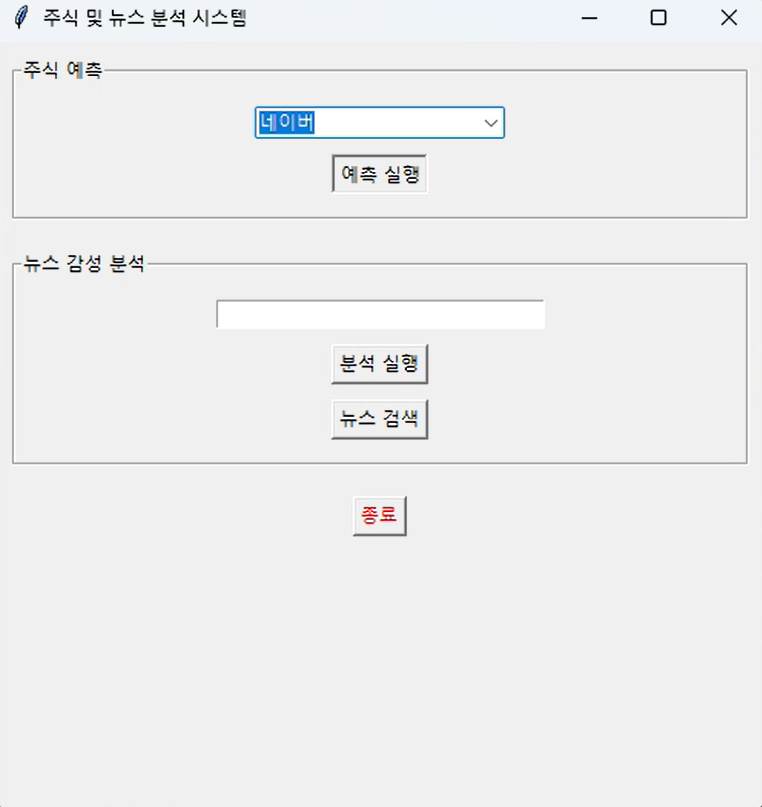 주식 및 뉴스 분석 시스템
주식 예측
네이버
예측 실행
뉴스 감성 분석
분석 실행
뉴스 검색
종료